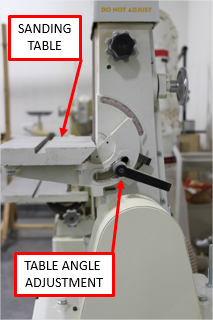 DO NOT ADJUST
SANDING
TABLE
TABLE ANGLE
ADJUSTMENT